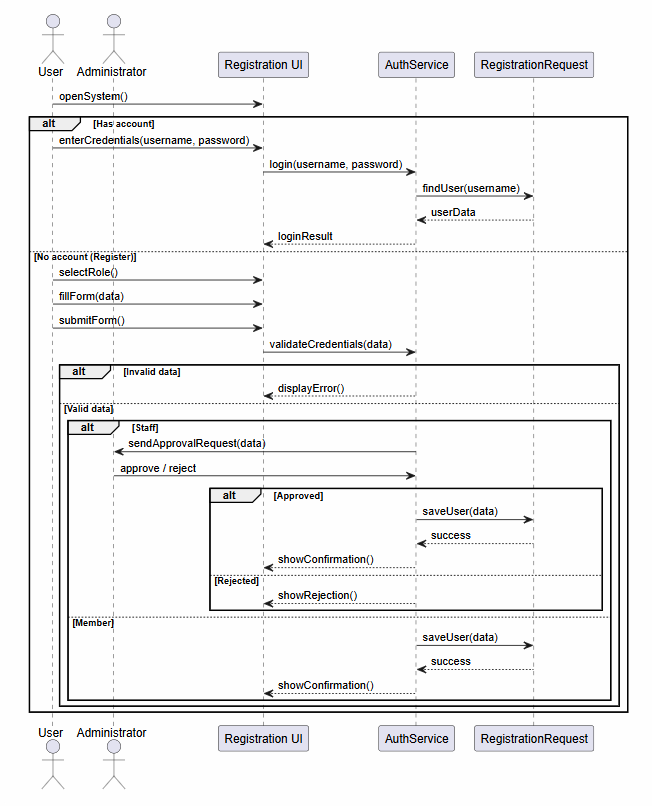 User Administrator Registration UI AuthService RegistrationRequest
openSystem()
alt [Has account]
enterCredentials(username, password)
login(username, password)
findUser(username)
userData
loginResult
[No account (Register)]
selectRole()
fillForm(data)
submitForm()
validateCredentials(data)
alt [Invalid data]
displayError()
[Valid data]
alt [Staff]
sendApprovalRequest(data)
approve / reject
alt [Approved]
saveUser(data)
success
showConfirmation()
[Rejected]
showRejection()
[Member]
saveUser(data)
success
showConfirmation()
User Administrator Registration UI AuthService RegistrationRequest